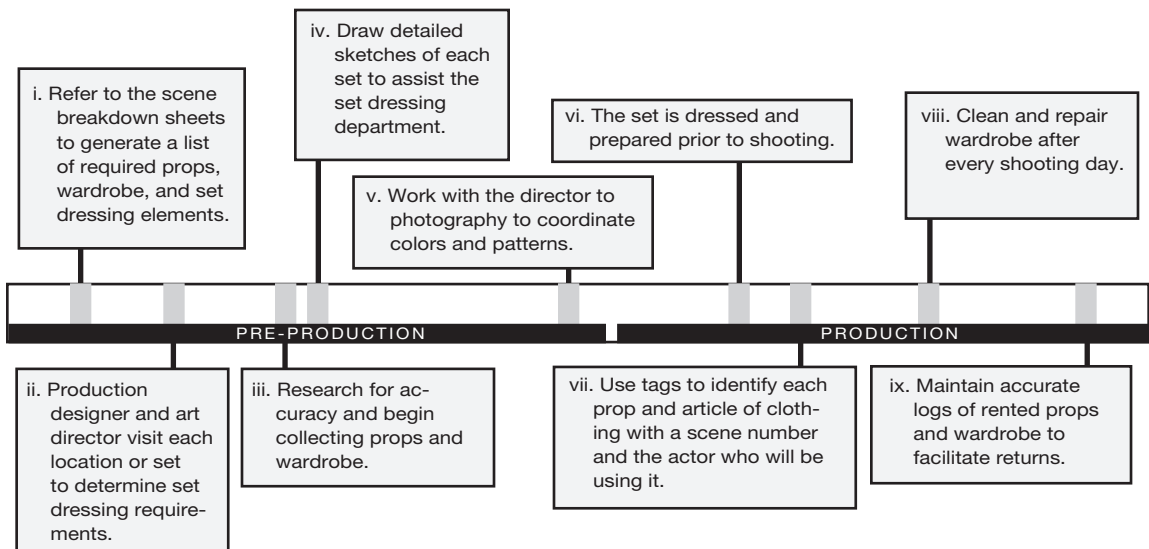 i. Refer to the scene
breakdown sheets
to generate a list
of required props,
wardrobe, and set
dressing elements.
iv. Draw detailed
sketches of each
set to assist the
set dressing
department.
v. Work with the director to
photography to coordinate
colors and patterns.
vi. The set is dressed and
prepared prior to shooting.
viii. Clean and repair
wardrobe after
every shooting day.
PRE-PRODUCTION
PRODUCTION
ii. Production
designer and art
director visit each
location or set
to determine set
dressing require-
ments.
iii. Research for ac-
curacy and begin
collecting props and
wardrobe.
vii. Use tags to identify each
prop and article of cloth-
ing with a scene number
and the actor who will be
using it.
ix. Maintain accurate
logs of rented props
and wardrobe to
facilitate returns.